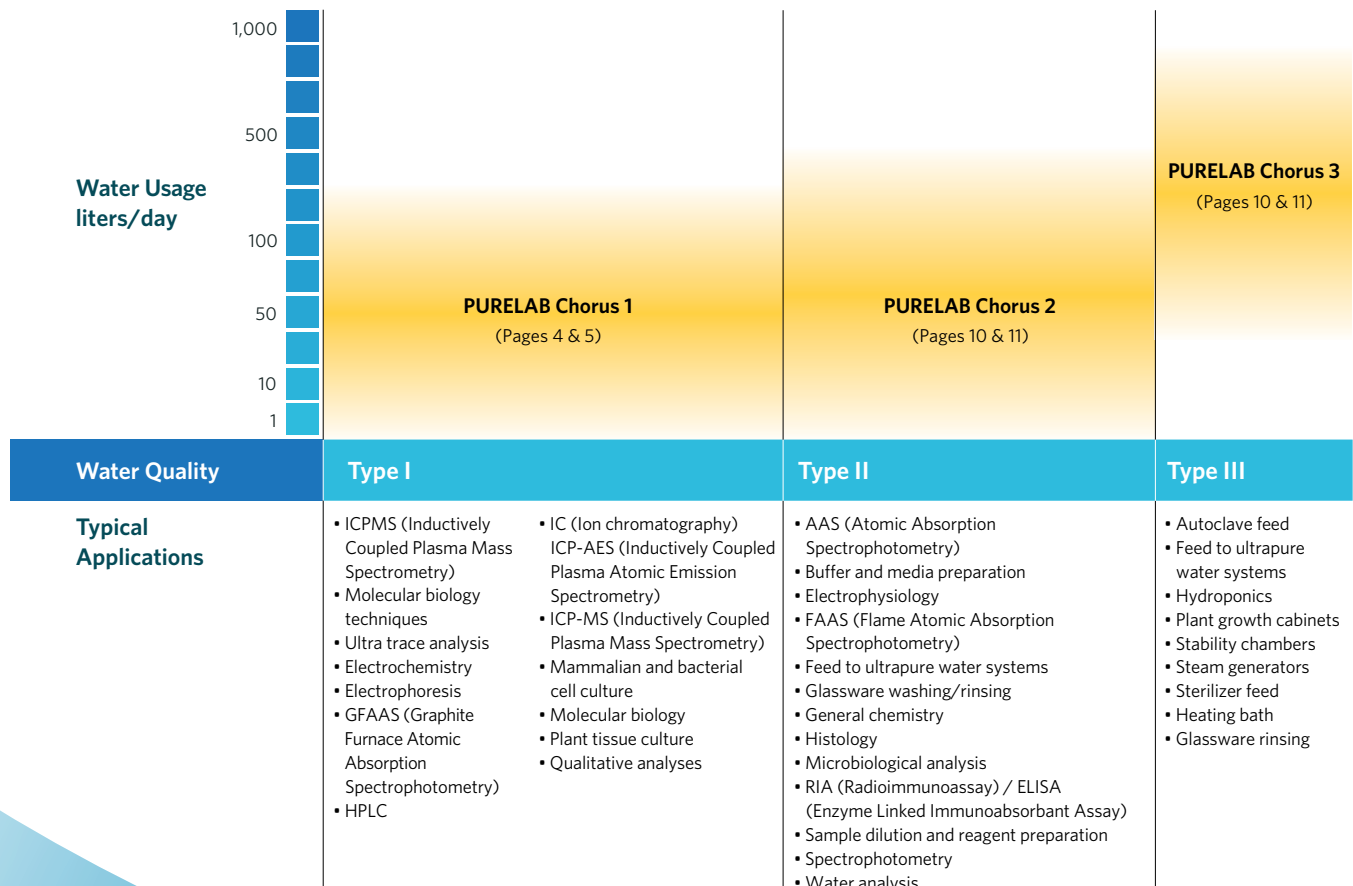 1,000
500
100
50
10
1
Water Usage
liters/day
PURELAB Chorus 1
(Pages 4 & 5)
PURELAB Chorus 2
(Pages 10 & 11)
PURELAB Chorus 3
(Pages 10 & 11)
Water Quality
Type I
Type II
Type III
Typical
Applications
• ICPMS (Inductively
Coupled Plasma Mass
Spectrometry)
• Molecular biology
techniques
• Ultra trace analysis
• Electrochemistry
• Electrophoresis
• GFAAS (Graphite
Furnace Atomic
Absorption
Spectrophotometry)
• HPLC
• IC (Ion chromatography)
ICP-AES (Inductively Coupled
Plasma Atomic Emission
Spectrometry)
• ICP-MS (Inductively Coupled
Plasma Mass Spectrometry)
• Mammalian and bacterial
cell culture
• Molecular biology
• Plant tissue culture
• Qualitative analyses
• AAS (Atomic Absorption
Spectrophotometry)
• Buffer and media preparation
• Electrophysiology
• FAAS (Flame Atomic Absorption
Spectrophotometry)
• Feed to ultrapure water systems
• Glassware washing/rinsing
• General chemistry
• Histology
• Microbiological analysis
• RIA (Radioimmunoassay) / ELISA
(Enzyme Linked Immunoabsorbant Assay)
• Sample dilution and reagent preparation
• Spectrophotometry
• Water analysis
• Autoclave feed
• Feed to ultrapure
water systems
• Hydroponics
• Plant growth cabinets
• Stability chambers
• Steam generators
• Sterilizer feed
• Heating bath
• Glassware rinsing